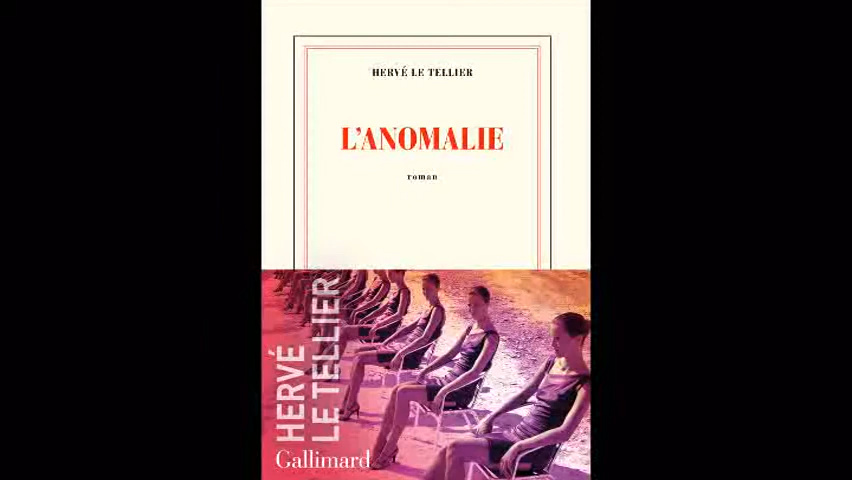 HERVÉ LE TELLIER
L'ANOMALIE
roman
HERVÉ
LE TELLIER
Gallimard